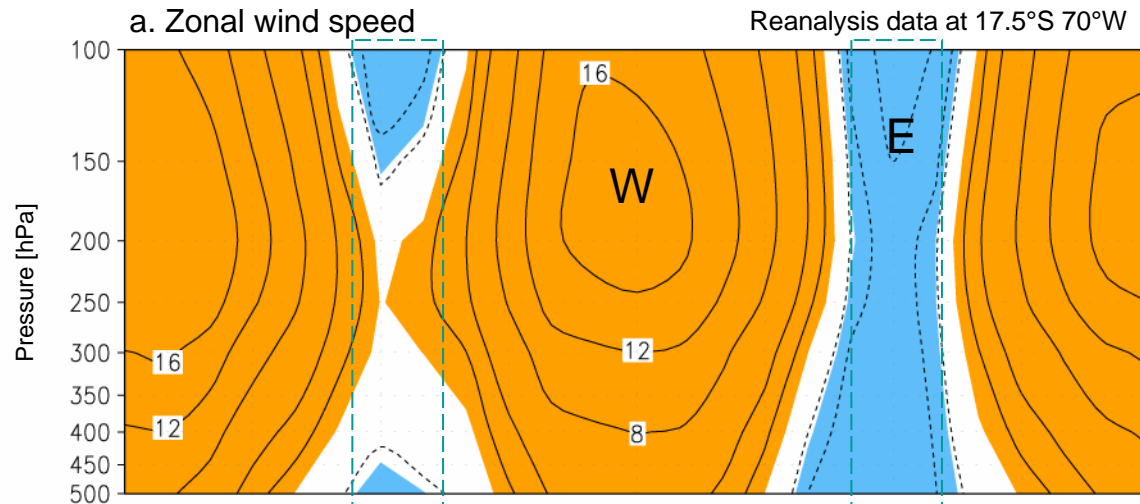 a. Zonal wind speed
Reanalysis data at 17.5°S 70°W
Pressure [hPa]
100
150
200
250
300
350
400
450
500
16
E
W
16
12
12
8